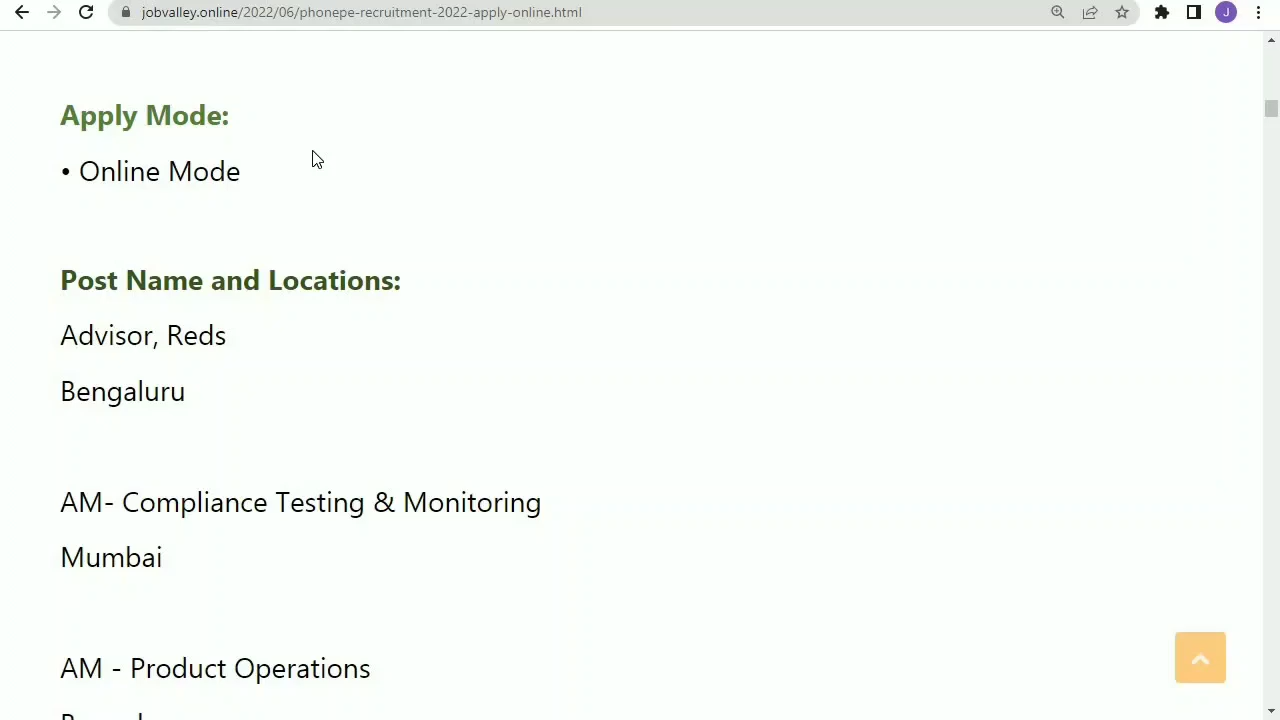 jobvalley.online/2022/06/phonepe-recruitment-2022-apply-online.html
J
Apply Mode:
• Online Mode
Post Name and Locations:
Advisor, Reds
Bengaluru
AM- Compliance Testing & Monitoring
Mumbai
AM - Product Operations